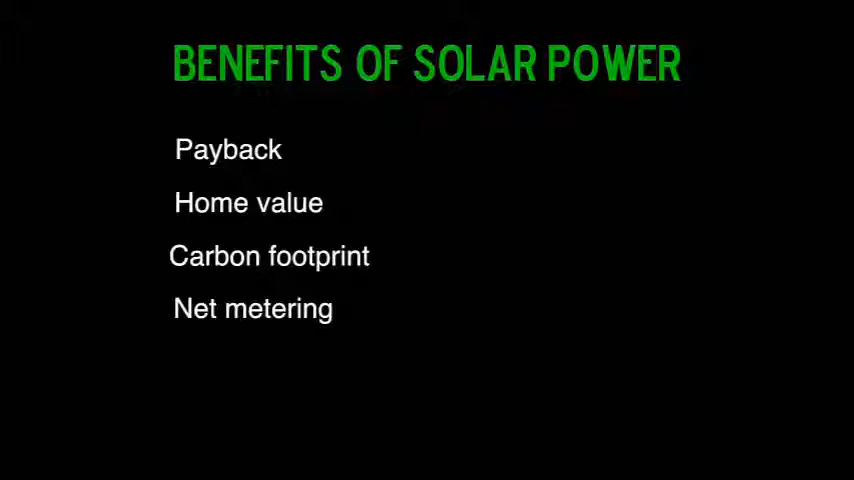 BENEFITS OF SOLAR POWER
Payback
Home value
Carbon footprint
Net metering